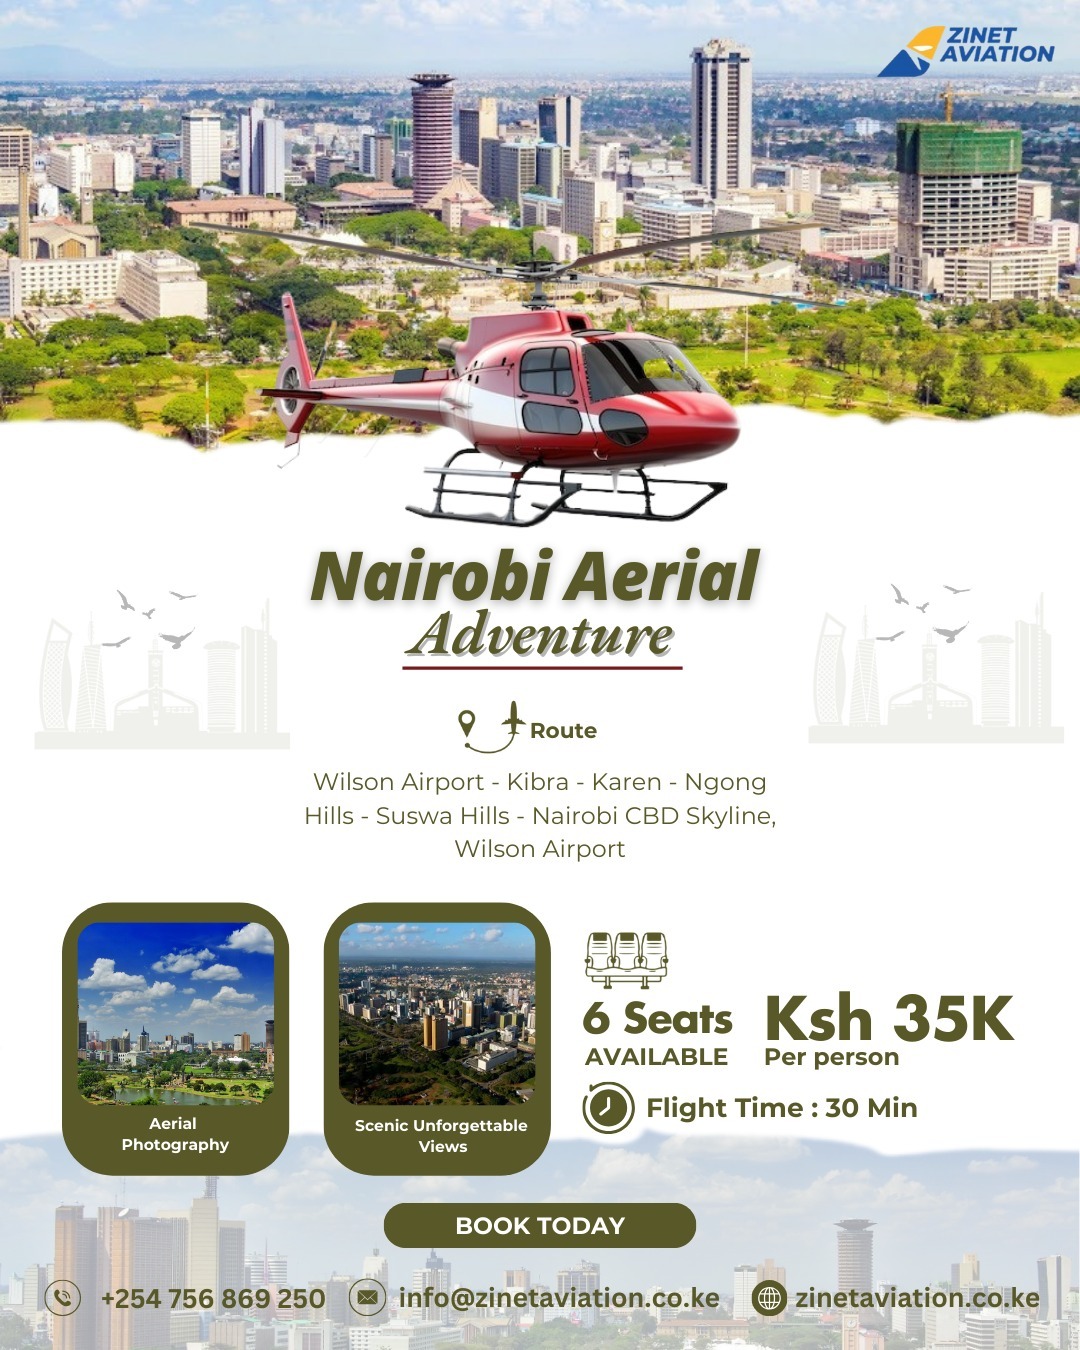 ZINET
AVIATION
Nairobi Aerial
Adventure
Route
Wilson Airport - Kibra - Karen - Ngong
Hills - Suswa Hills - Nairobi CBD Skyline,
Wilson Airport
Aerial
Photography
Scenic Unforgettable
Views
6 Seats
AVAILABLE
Ksh 35K
Per person
Flight Time : 30 Min
BOOK TODAY
+254 756 869 250
info@zinetaviation.co.ke
zinetaviation.co.ke